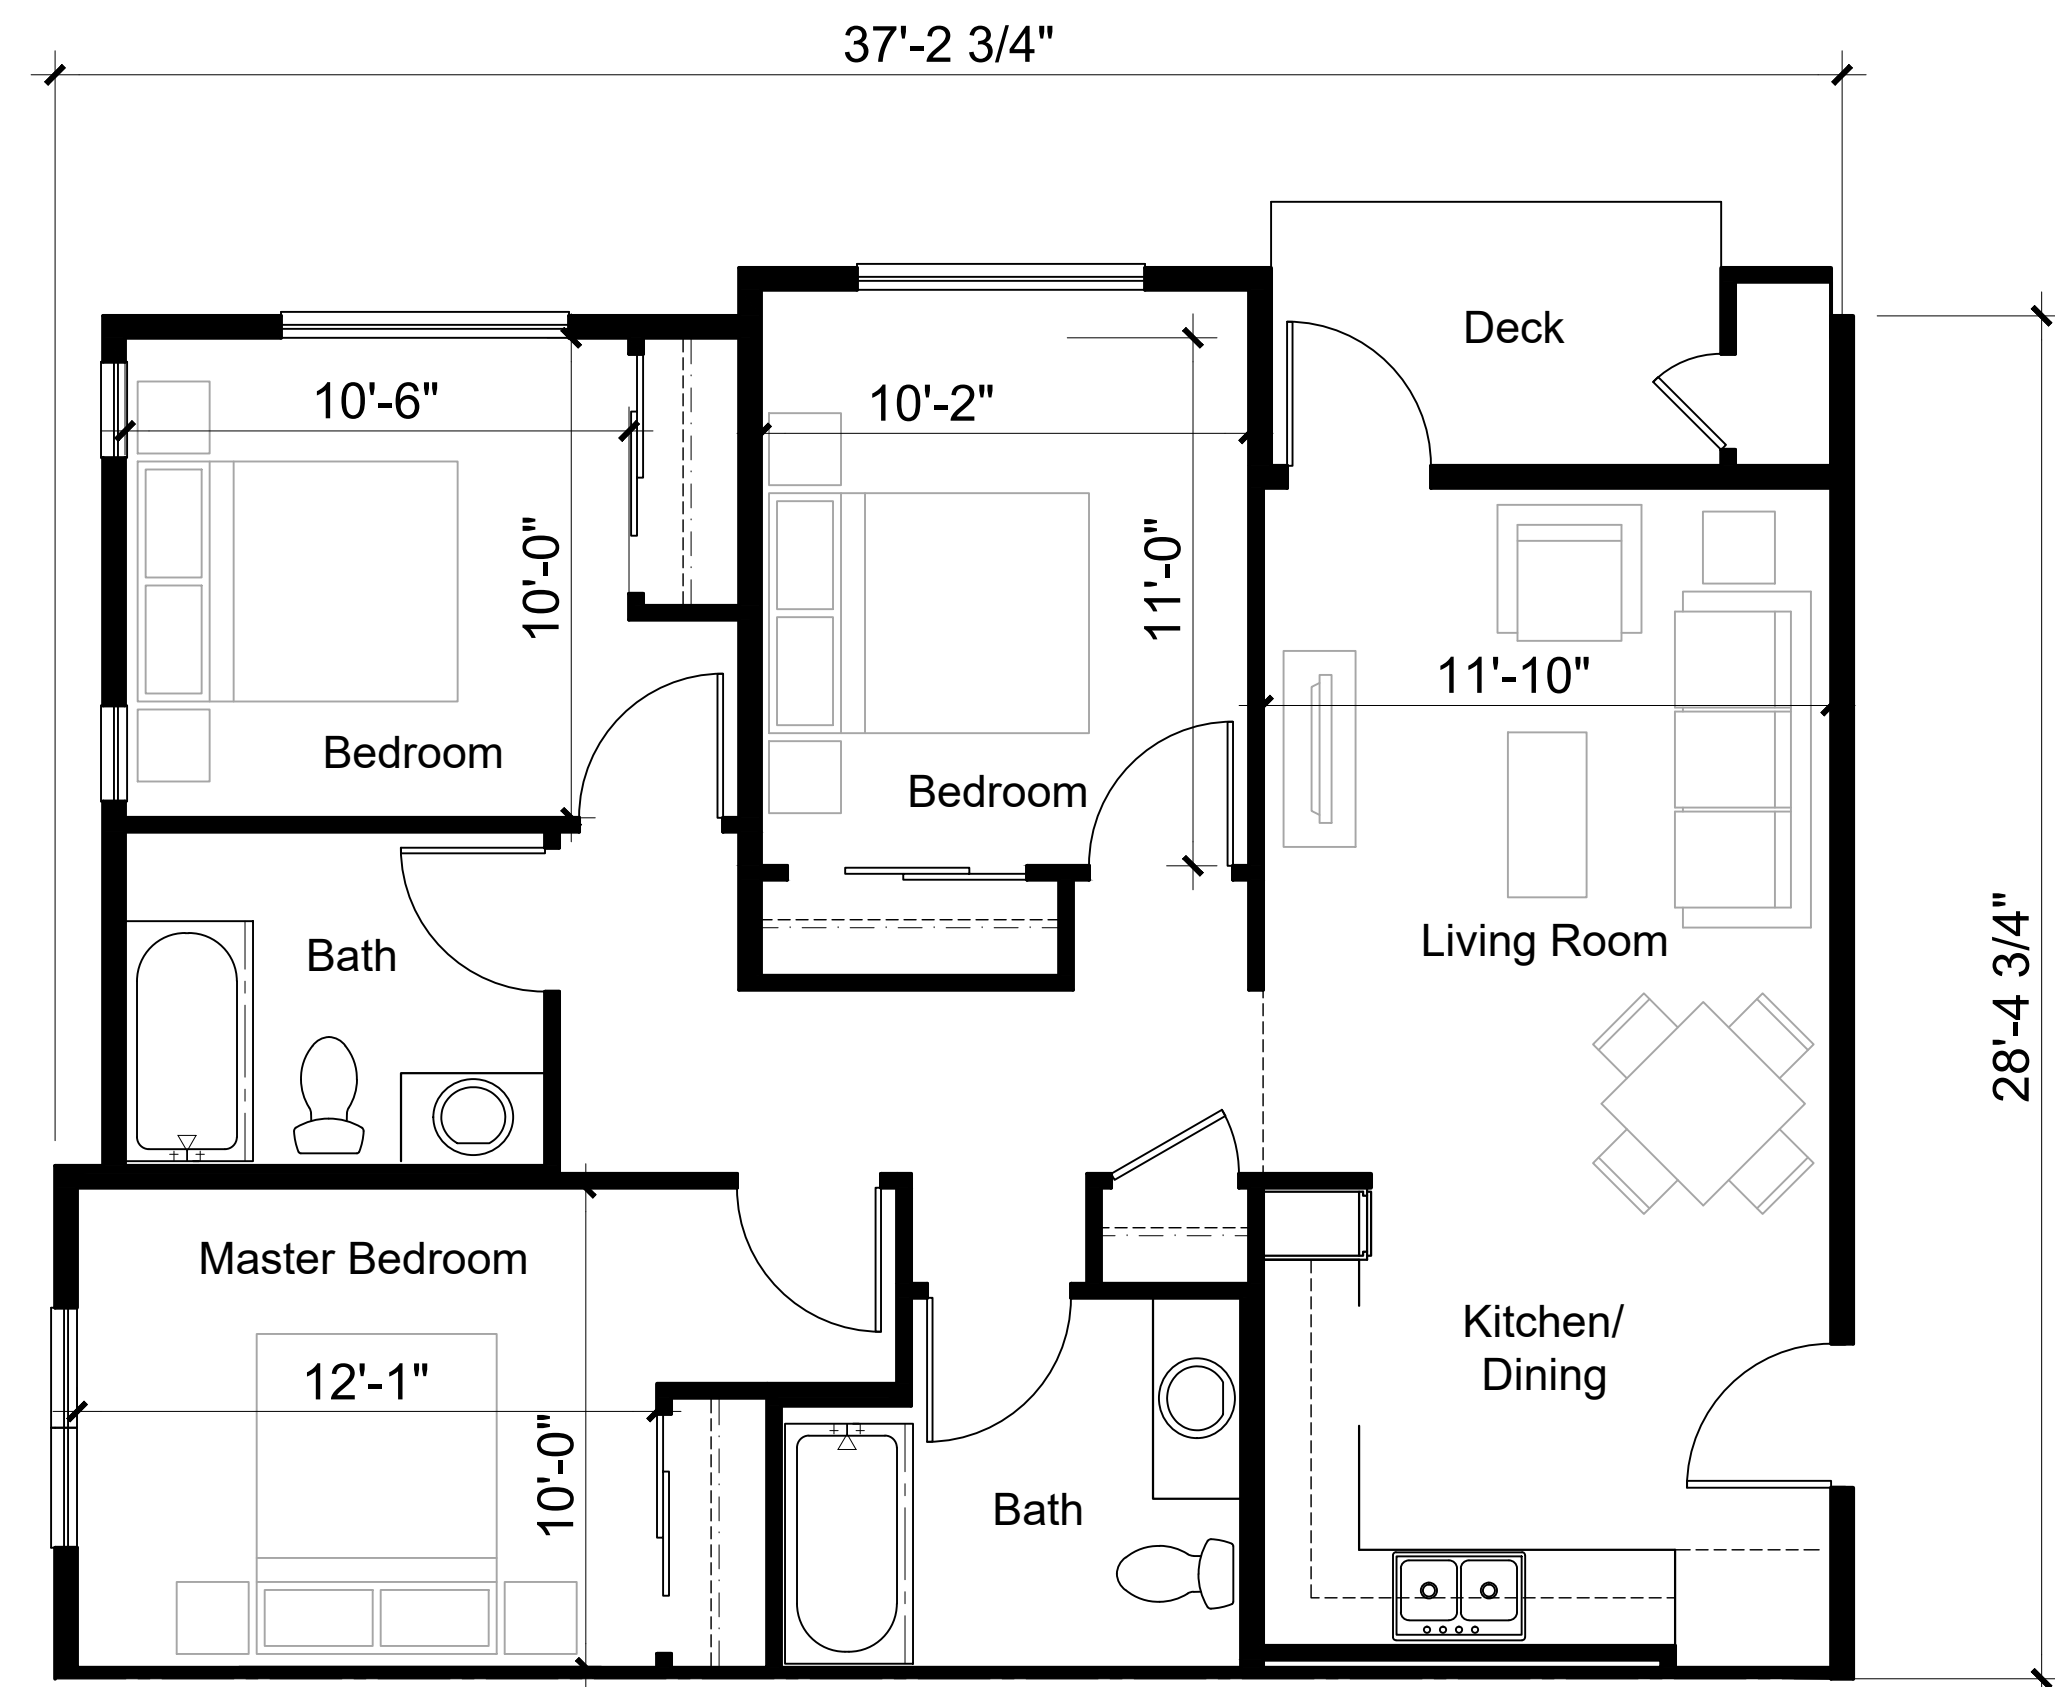 37'-2 3/4"
Deck
10'-6"
10'-2"
10'-0"
11'-0"
11'-10"
Bedroom
Bedroom
Living Room
Bath
28'-4 3/4"
Master Bedroom
Kitchen/
Dining
12'-1"
10'-0"
Bath